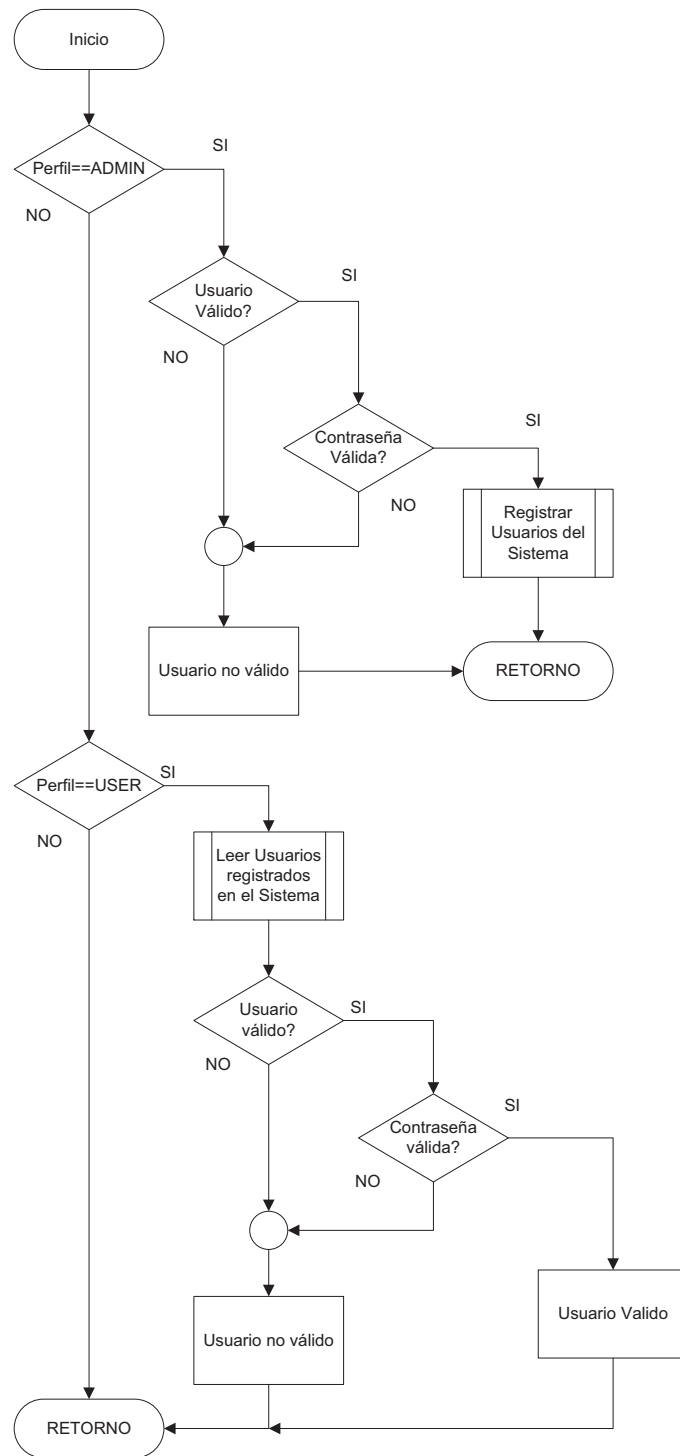 Inicio
Perfil==ADMIN
SI
NO
Usuario
Válido?
SI
NO
Contraseña
Válida?
SI
NO
Registrar
Usuarios del
Sistema
Usuario no válido
RETORNO
Perfil==USER
SI
NO
Leer Usuarios
registrados
en el Sistema
Usuario
válido?
SI
NO
Contraseña
válida?
SI
NO
Usuario no válido
Usuario Valido
RETORNO